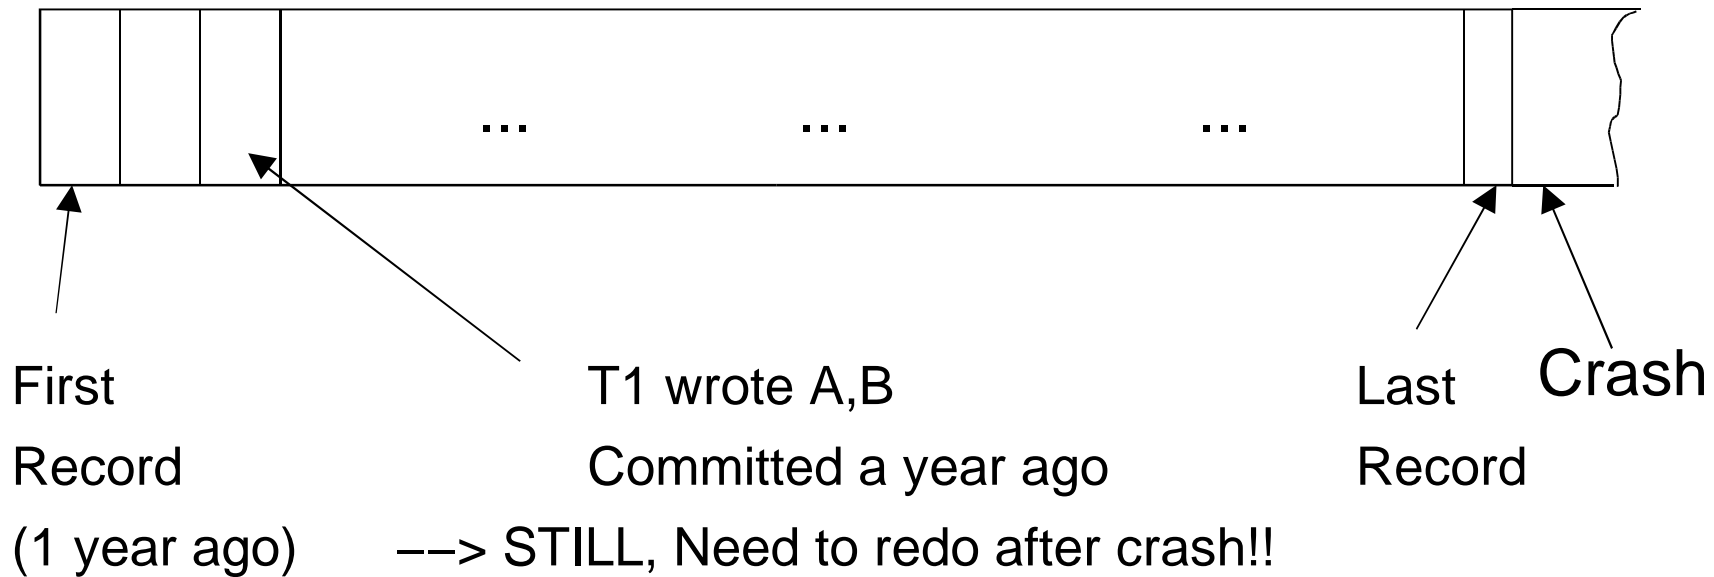 ... ... ...
First T1 wrote A,B Last Crash
Record Committed a year ago Record
(1 year ago) --> STILL, Need to redo after crash!!